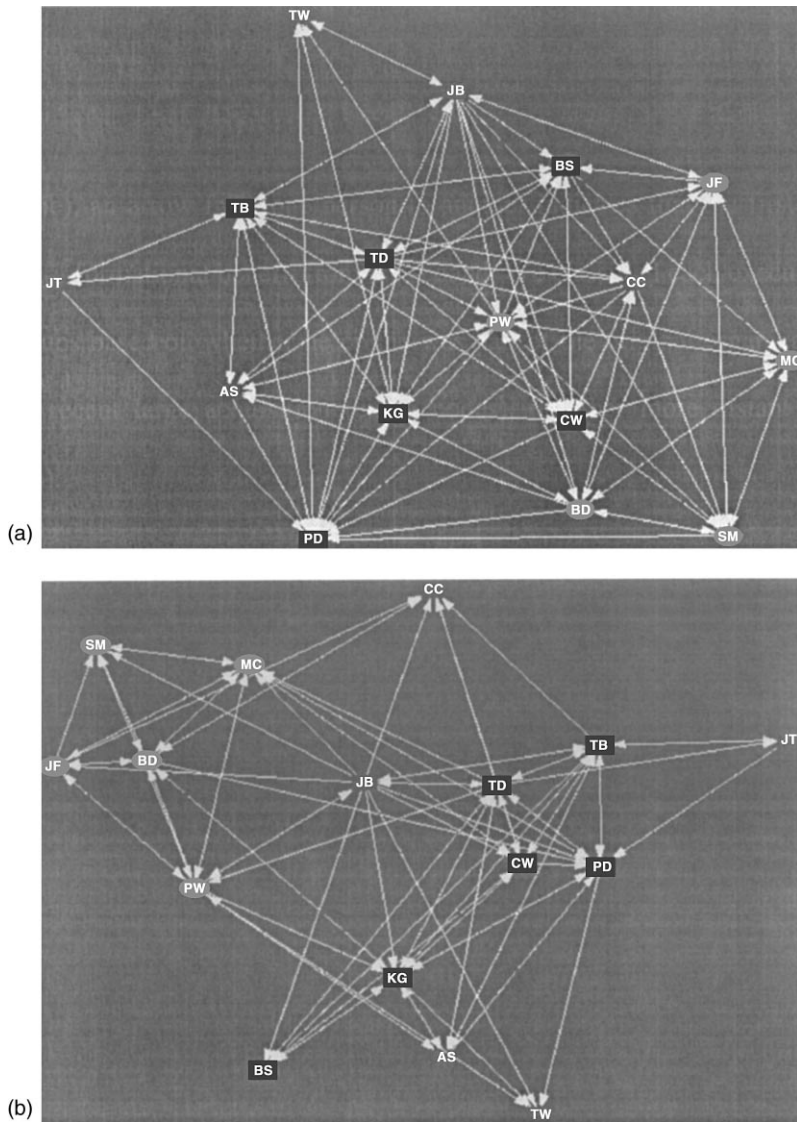 TW
JB
BS
JF
TB
TD
JT
CC
PW
MC
AS
KG
CW
BD
(a)
PD
SM
CC
SM
MC
TB
JT
JF
BD
JB
TD
CW
PD
PW
KG
AS
BS
(b)
TW